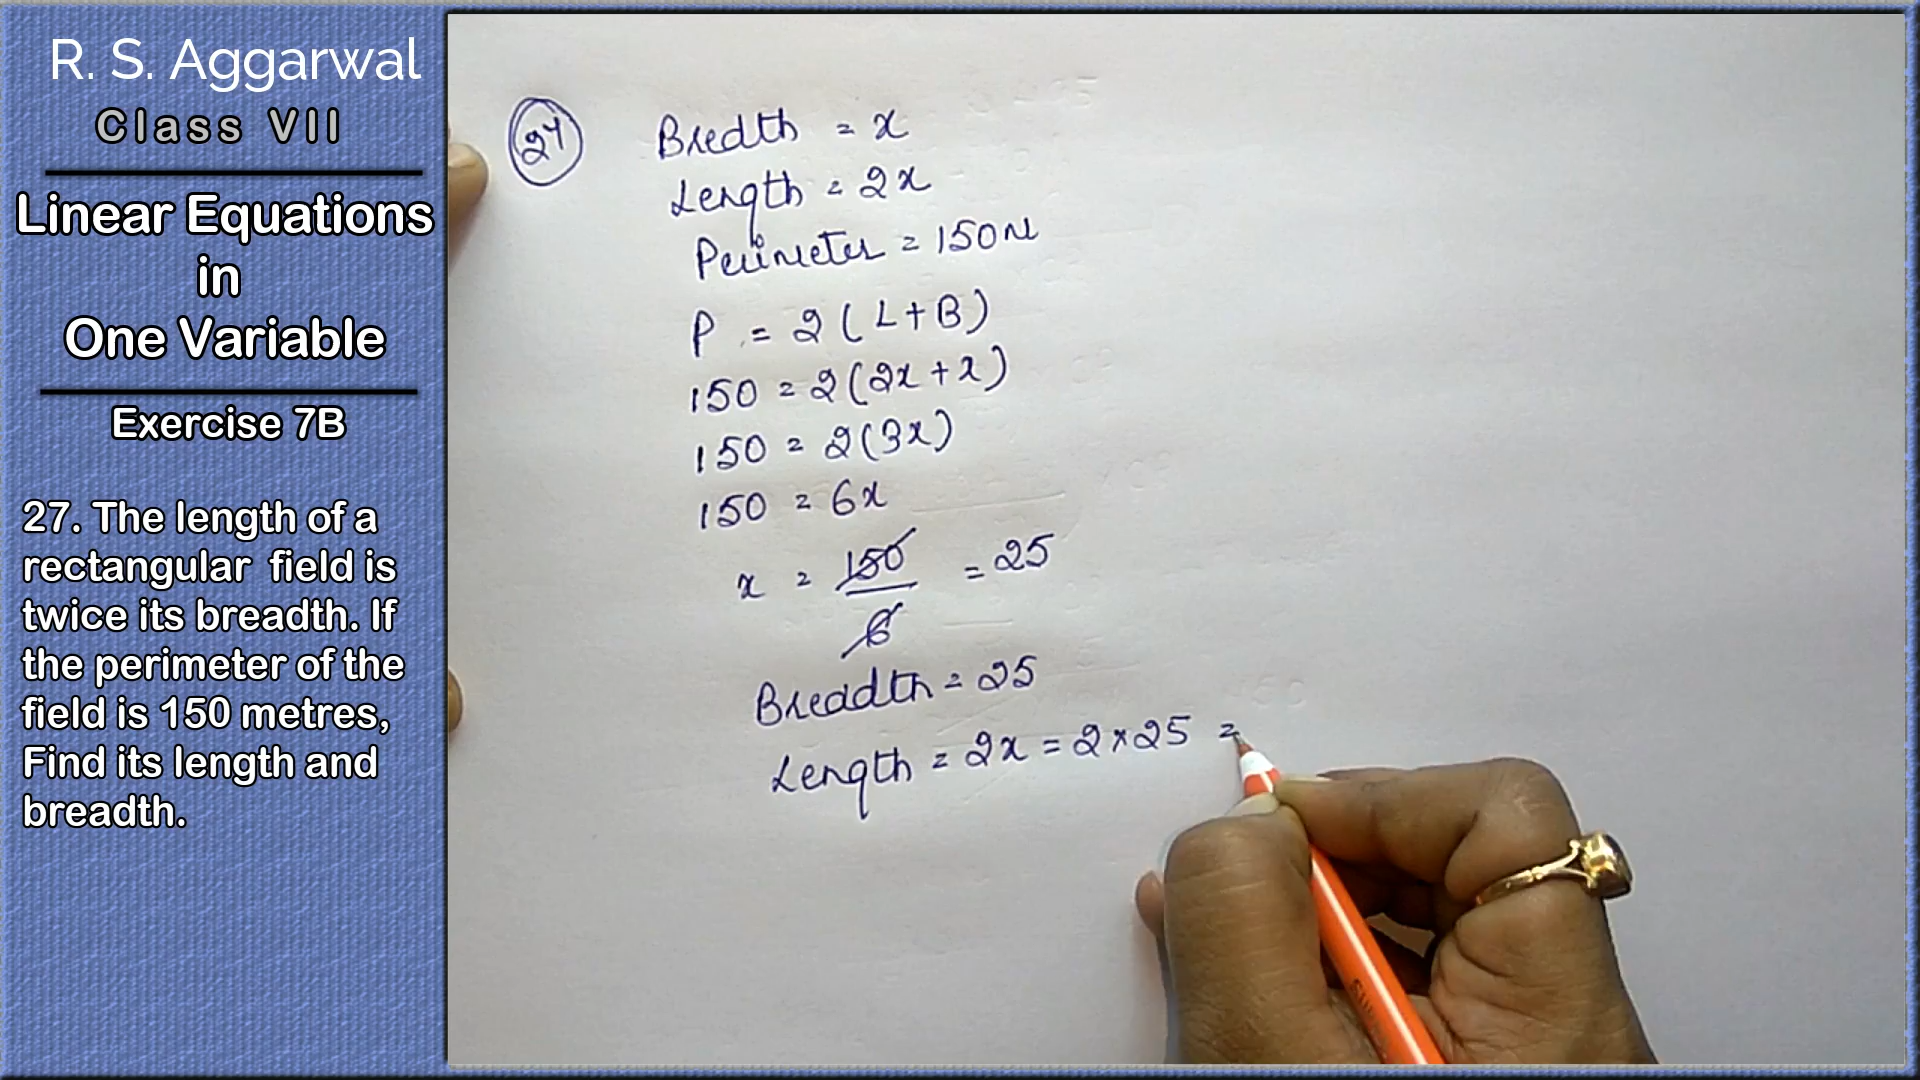 R. S. Aggarwal
Class VII
Linear Equations
in
One Variable
Exercise 7B
27. The length of a
rectangular field is
twice its breadth. If
the perimeter of the
field is 150 metres,
Find its length and
breadth.
27
Bredth = x
Length = 2x
Perimeter = 150m
P = 2 ( L + B )
150 = 2 ( 2x + x )
150 = 2 ( 3x )
150 = 6x
x = 150/6 = 25
Breadth = 25
Length = 2x = 2 × 25 =